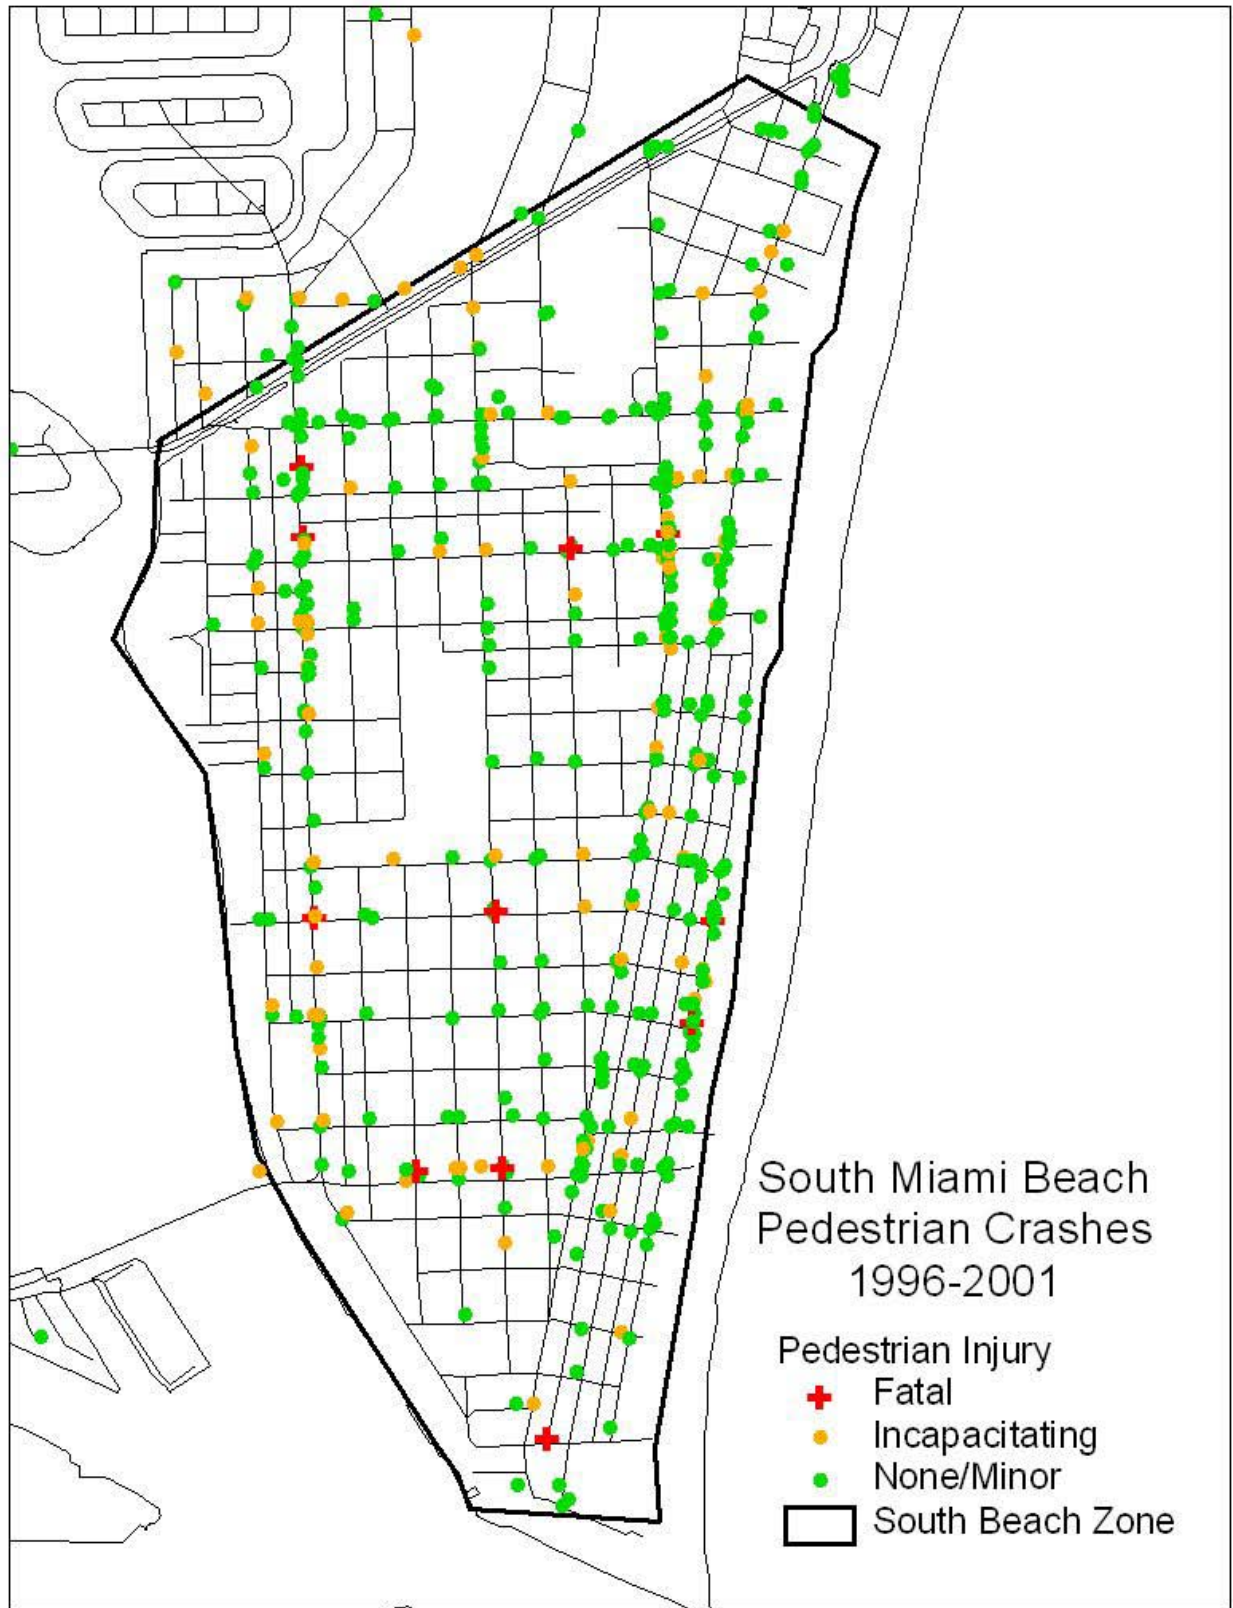 South Miami Beach
Pedestrian Crashes
1996-2001
Pedestrian Injury
Fatal
Incapacitating
None/Minor
South Beach Zone